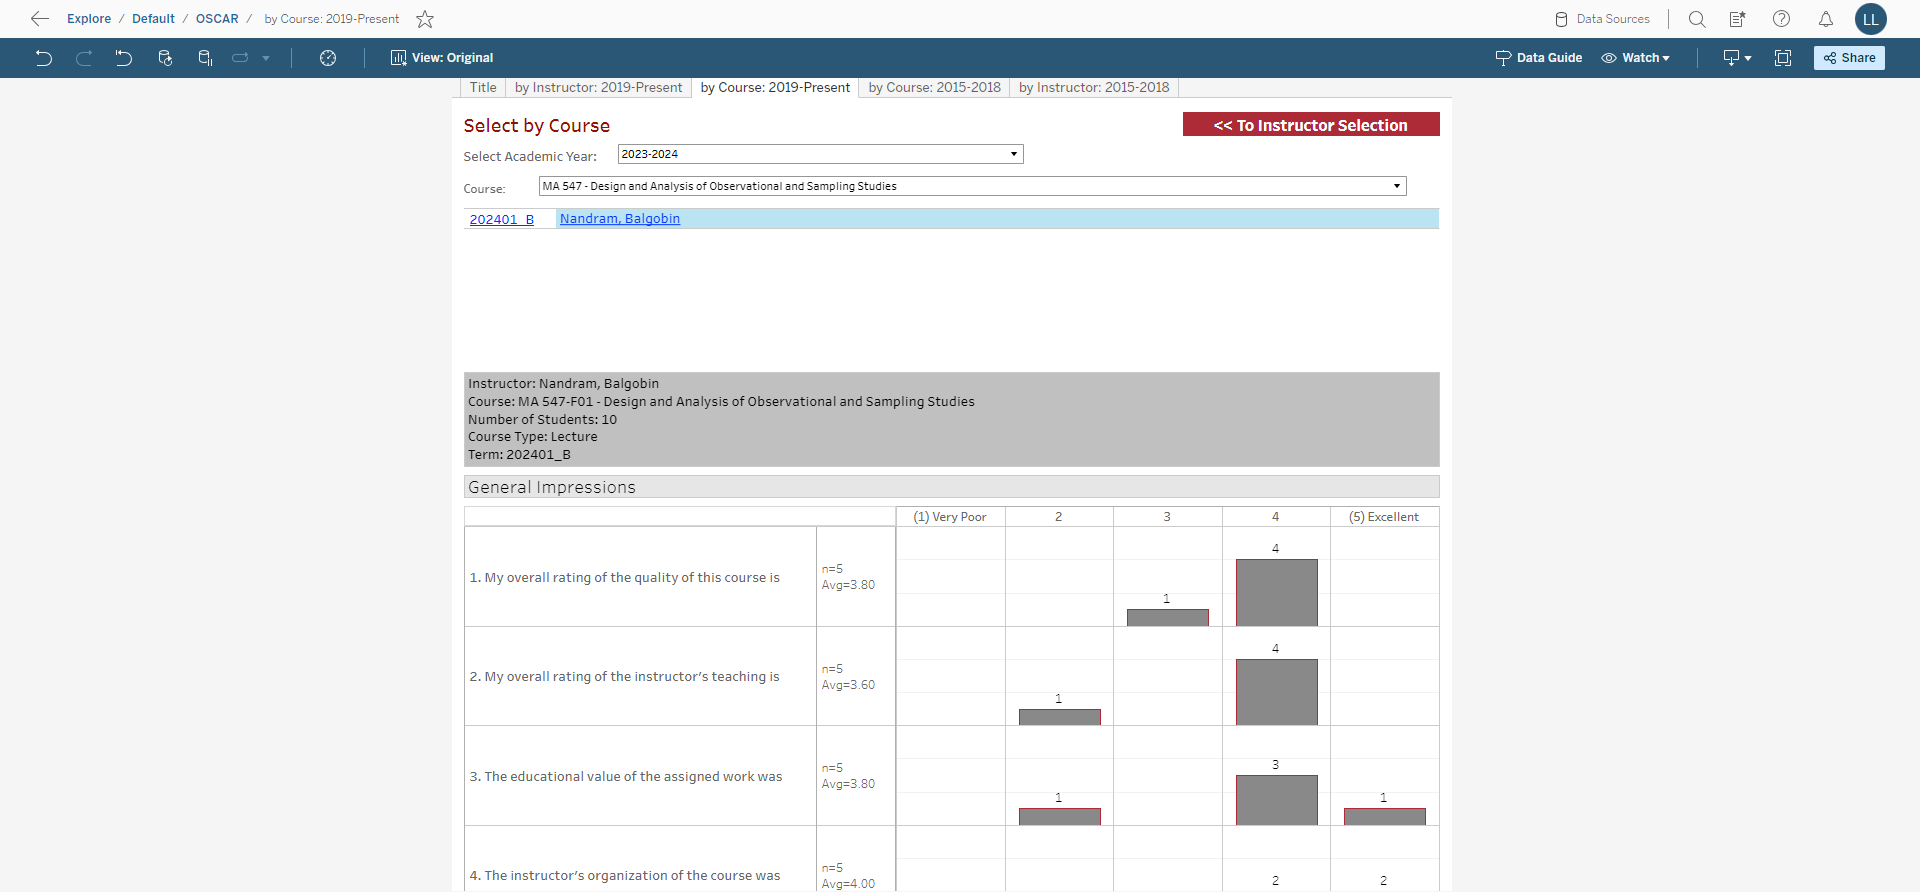 Explore / Default / OSCAR / by Course: 2019-Present
Data Sources
LL
View: Original
Data Guide
Watch
Share
Title
by Instructor: 2019-Present
by Course: 2019-Present
by Course: 2015-2018
by Instructor: 2015-2018
Select by Course
<< To Instructor Selection
Select Academic Year:
2023-2024
Course:
MA 547 - Design and Analysis of Observational and Sampling Studies
202401_B
Nandram, Balgobin
Instructor: Nandram, Balgobin
Course: MA 547-F01 - Design and Analysis of Observational and Sampling Studies
Number of Students: 10
Course Type: Lecture
Term: 202401_B
General Impressions
(1) Very Poor
2
3
4
(5) Excellent
1. My overall rating of the quality of this course is
n=5
Avg=3.80
1
4
2. My overall rating of the instructor's teaching is
n=5
Avg=3.60
1
4
3. The educational value of the assigned work was
n=5
Avg=3.80
1
3
1
4. The instructor's organization of the course was
n=5
Avg=4.00
2
2